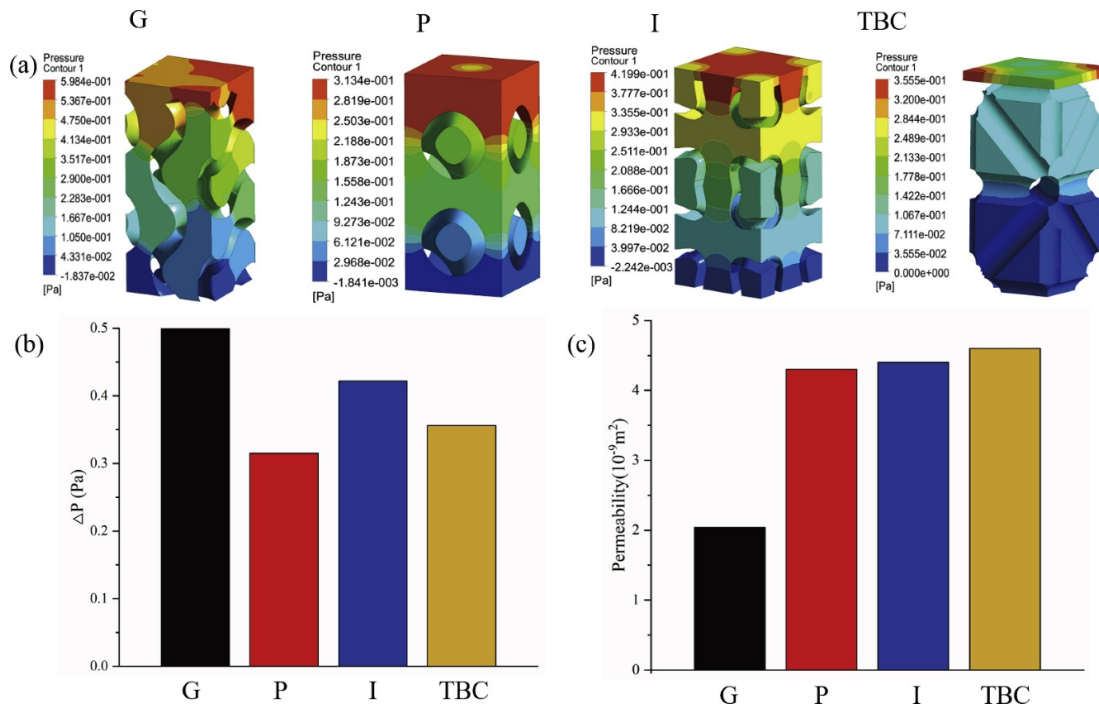 G
P
I
TBC
(a)
Pressure
Contour 1
5.984e-001
5.367e-001
4.750e-001
4.134e-001
3.517e-001
2.900e-001
2.283e-001
1.667e-001
1.050e-001
4.331e-002
-1.837e-002
[Pa]
Pressure
Contour 1
3.134e-001
2.819e-001
2.503e-001
2.188e-001
1.873e-001
1.558e-001
1.243e-001
9.273e-002
6.121e-002
2.968e-002
-1.841e-003
[Pa]
Pressure
Contour 1
4.199e-001
3.777e-001
3.355e-001
2.933e-001
2.511e-001
2.088e-001
1.666e-001
1.244e-001
8.219e-002
3.997e-002
-2.242e-003
[Pa]
Pressure
Contour 1
3.555e-001
3.200e-001
2.844e-001
2.489e-001
2.133e-001
1.778e-001
1.422e-001
1.067e-001
7.111e-002
3.555e-002
0.000e+000
[Pa]
(b)
0.5
0.4
0.3
0.2
0.1
0.0
ΔP (Pa)
G P I TBC
(c)
5
4
3
2
1
0
Permeability(10⁻⁹m²)
G P I TBC